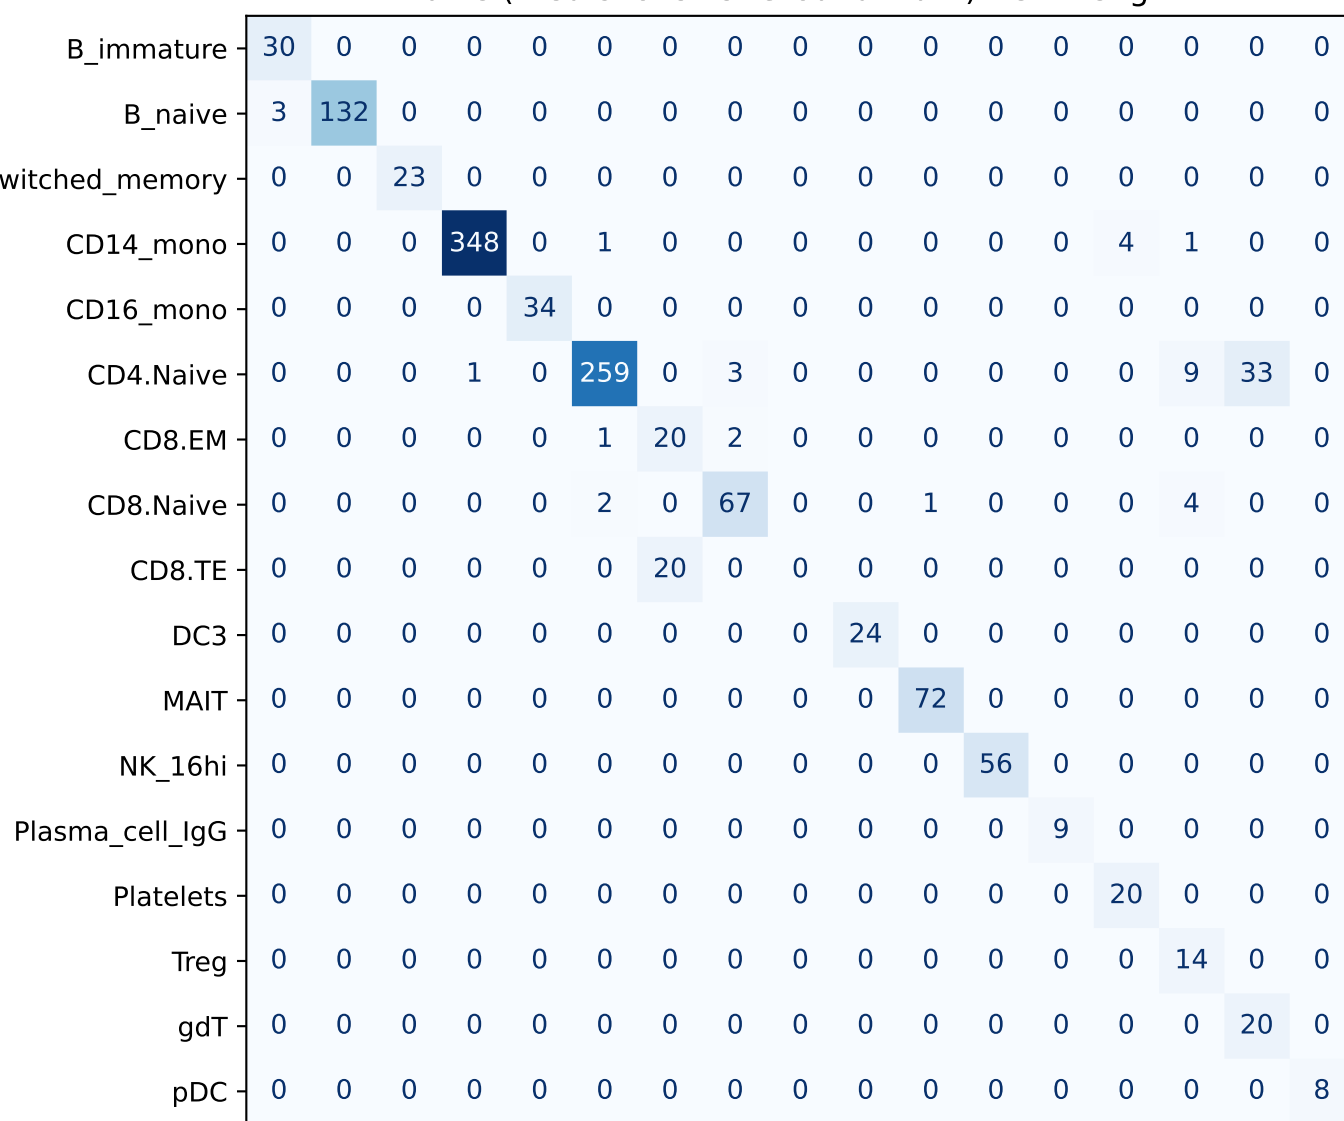 B_immature 30 0 0 0 0 0 0 0 0 0 0 0 0 0 0 0 0
B_naive 3 132 0 0 0 0 0 0 0 0 0 0 0 0 0 0 0
witched_memory 0 0 23 0 0 0 0 0 0 0 0 0 0 0 0 0 0
CD14_mono 0 0 0 348 0 1 0 0 0 0 0 0 0 4 1 0 0
CD16_mono 0 0 0 0 34 0 0 0 0 0 0 0 0 0 0 0 0
CD4.Naive 0 0 0 1 0 259 0 3 0 0 0 0 0 0 9 33 0
CD8.EM 0 0 0 0 0 1 20 2 0 0 0 0 0 0 0 0 0
CD8.Naive 0 0 0 0 0 2 0 67 0 0 1 0 0 0 4 0 0
CD8.TE 0 0 0 0 0 0 20 0 0 0 0 0 0 0 0 0 0
DC3 0 0 0 0 0 0 0 0 0 24 0 0 0 0 0 0 0
MAIT 0 0 0 0 0 0 0 0 0 0 72 0 0 0 0 0 0
NK_16hi 0 0 0 0 0 0 0 0 0 0 0 56 0 0 0 0 0
Plasma_cell_IgG 0 0 0 0 0 0 0 0 0 0 0 0 9 0 0 0 0
Platelets 0 0 0 0 0 0 0 0 0 0 0 0 0 20 0 0 0
Treg 0 0 0 0 0 0 0 0 0 0 0 0 0 0 14 0 0
gdT 0 0 0 0 0 0 0 0 0 0 0 0 0 0 0 20 0
pDC 0 0 0 0 0 0 0 0 0 0 0 0 0 0 0 0 8